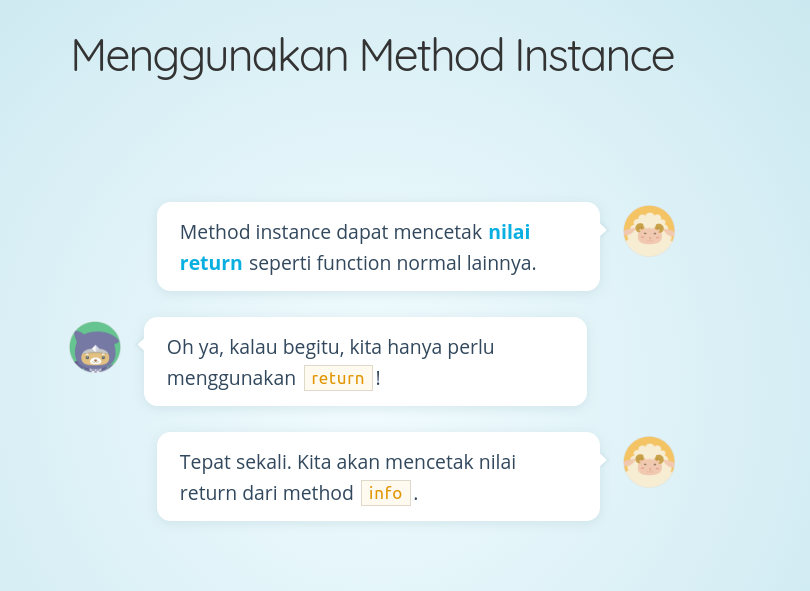 Menggunakan Method Instance
Method instance dapat mencetak nilai
return seperti function normal lainnya.
Oh ya, kalau begitu, kita hanya perlu
menggunakan return !
Tepat sekali. Kita akan mencetak nilai
return dari method info .